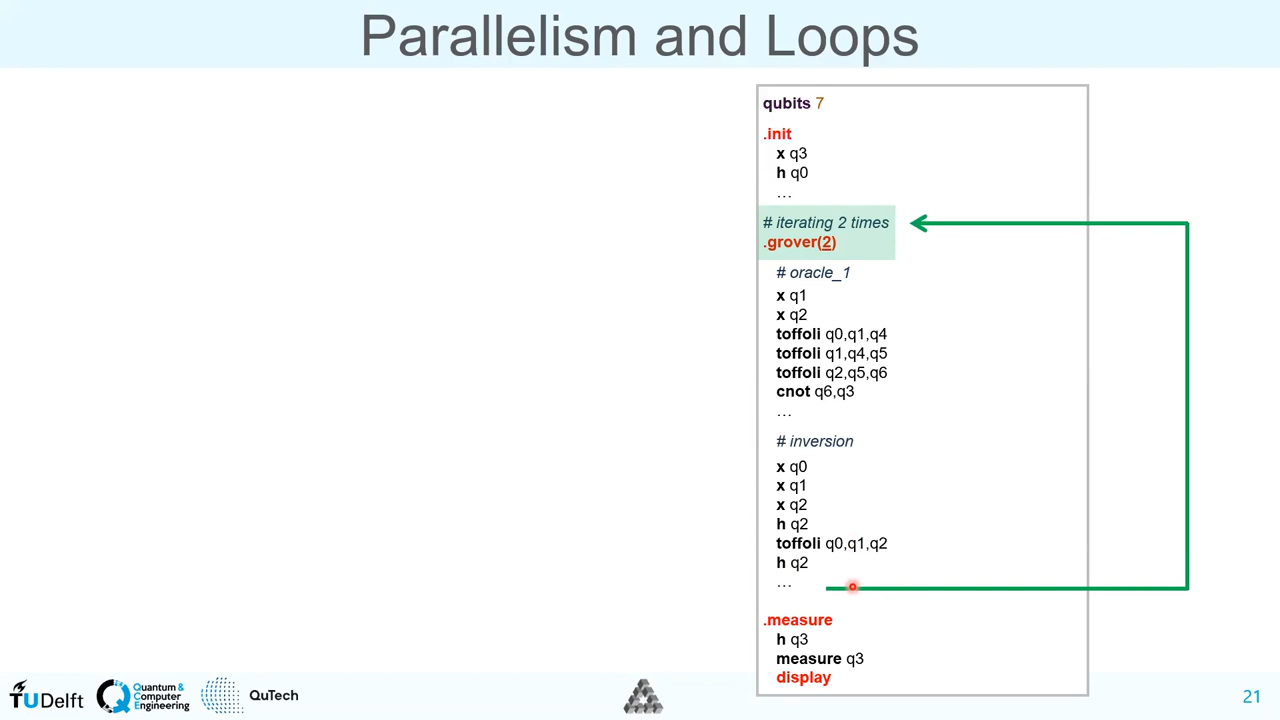 Parallelism and Loops
qubits 7
.init
x q3
h q0
…
# iterating 2 times
.grover(2)
# oracle_1
x q1
x q2
toffoli q0,q1,q4
toffoli q1,q4,q5
toffoli q2,q5,q6
cnot q6,q3
…
# inversion
x q0
x q1
x q2
h q2
toffoli q0,q1,q2
h q2
…
.measure
h q3
measure q3
display
TUDelft
Quantum &
Computer
Engineering
QuTech
21